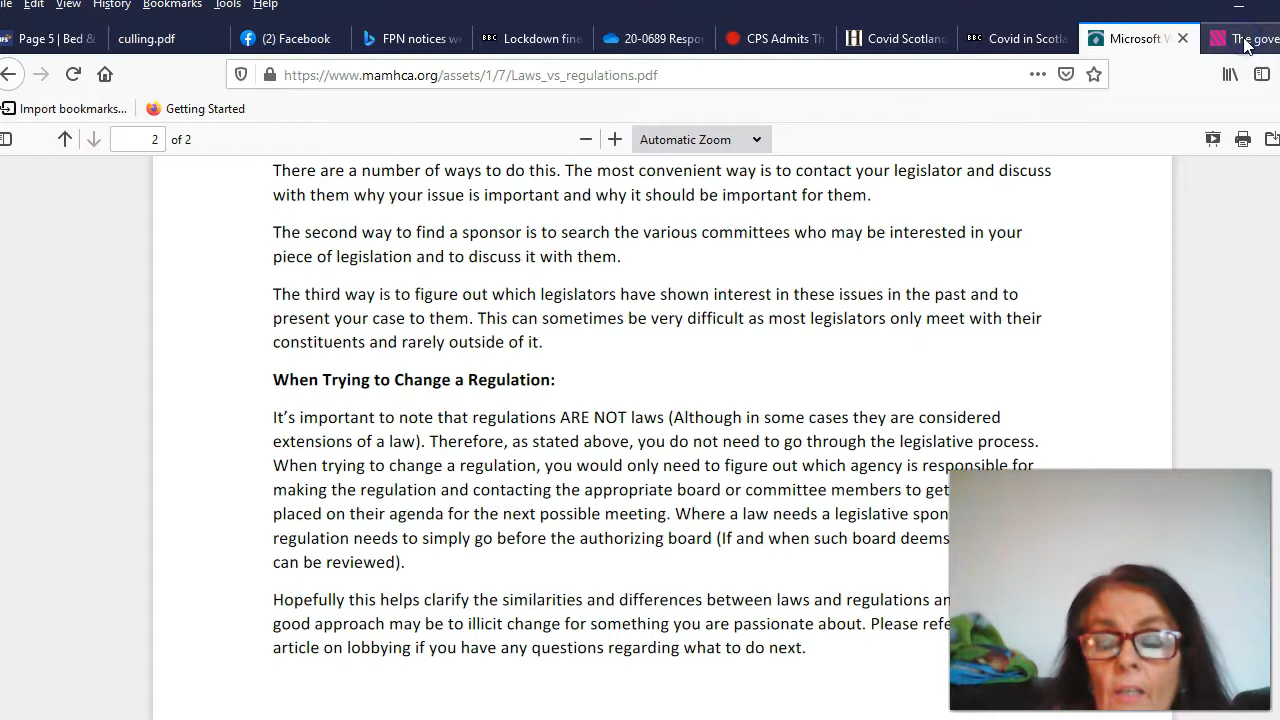 ile Edit View History Bookmarks Tools Help
Page 5 | Bed & culling.pdf (2) Facebook FPN notices we BBC Lockdown fine 20-0689 Respo CPS Admits Th Covid Scotland BBC Covid in Scotla Microsoft W The gove
https://www.mamhca.org/assets/1/7/Laws_vs_regulations.pdf
Import bookmarks... Getting Started
2 of 2 Automatic Zoom
There are a number of ways to do this. The most convenient way is to contact your legislator and discuss
with them why your issue is important and why it should be important for them.
The second way to find a sponsor is to search the various committees who may be interested in your
piece of legislation and to discuss it with them.
The third way is to figure out which legislators have shown interest in these issues in the past and to
present your case to them. This can sometimes be very difficult as most legislators only meet with their
constituents and rarely outside of it.
When Trying to Change a Regulation:
It's important to note that regulations ARE NOT laws (Although in some cases they are considered
extensions of a law). Therefore, as stated above, you do not need to go through the legislative process.
When trying to change a regulation, you would only need to figure out which agency is responsible for
making the regulation and contacting the appropriate board or committee members to get
placed on their agenda for the next possible meeting. Where a law needs a legislative spon
regulation needs to simply go before the authorizing board (If and when such board deems
can be reviewed).
Hopefully this helps clarify the similarities and differences between laws and regulations an
good approach may be to illicit change for something you are passionate about. Please refe
article on lobbying if you have any questions regarding what to do next.